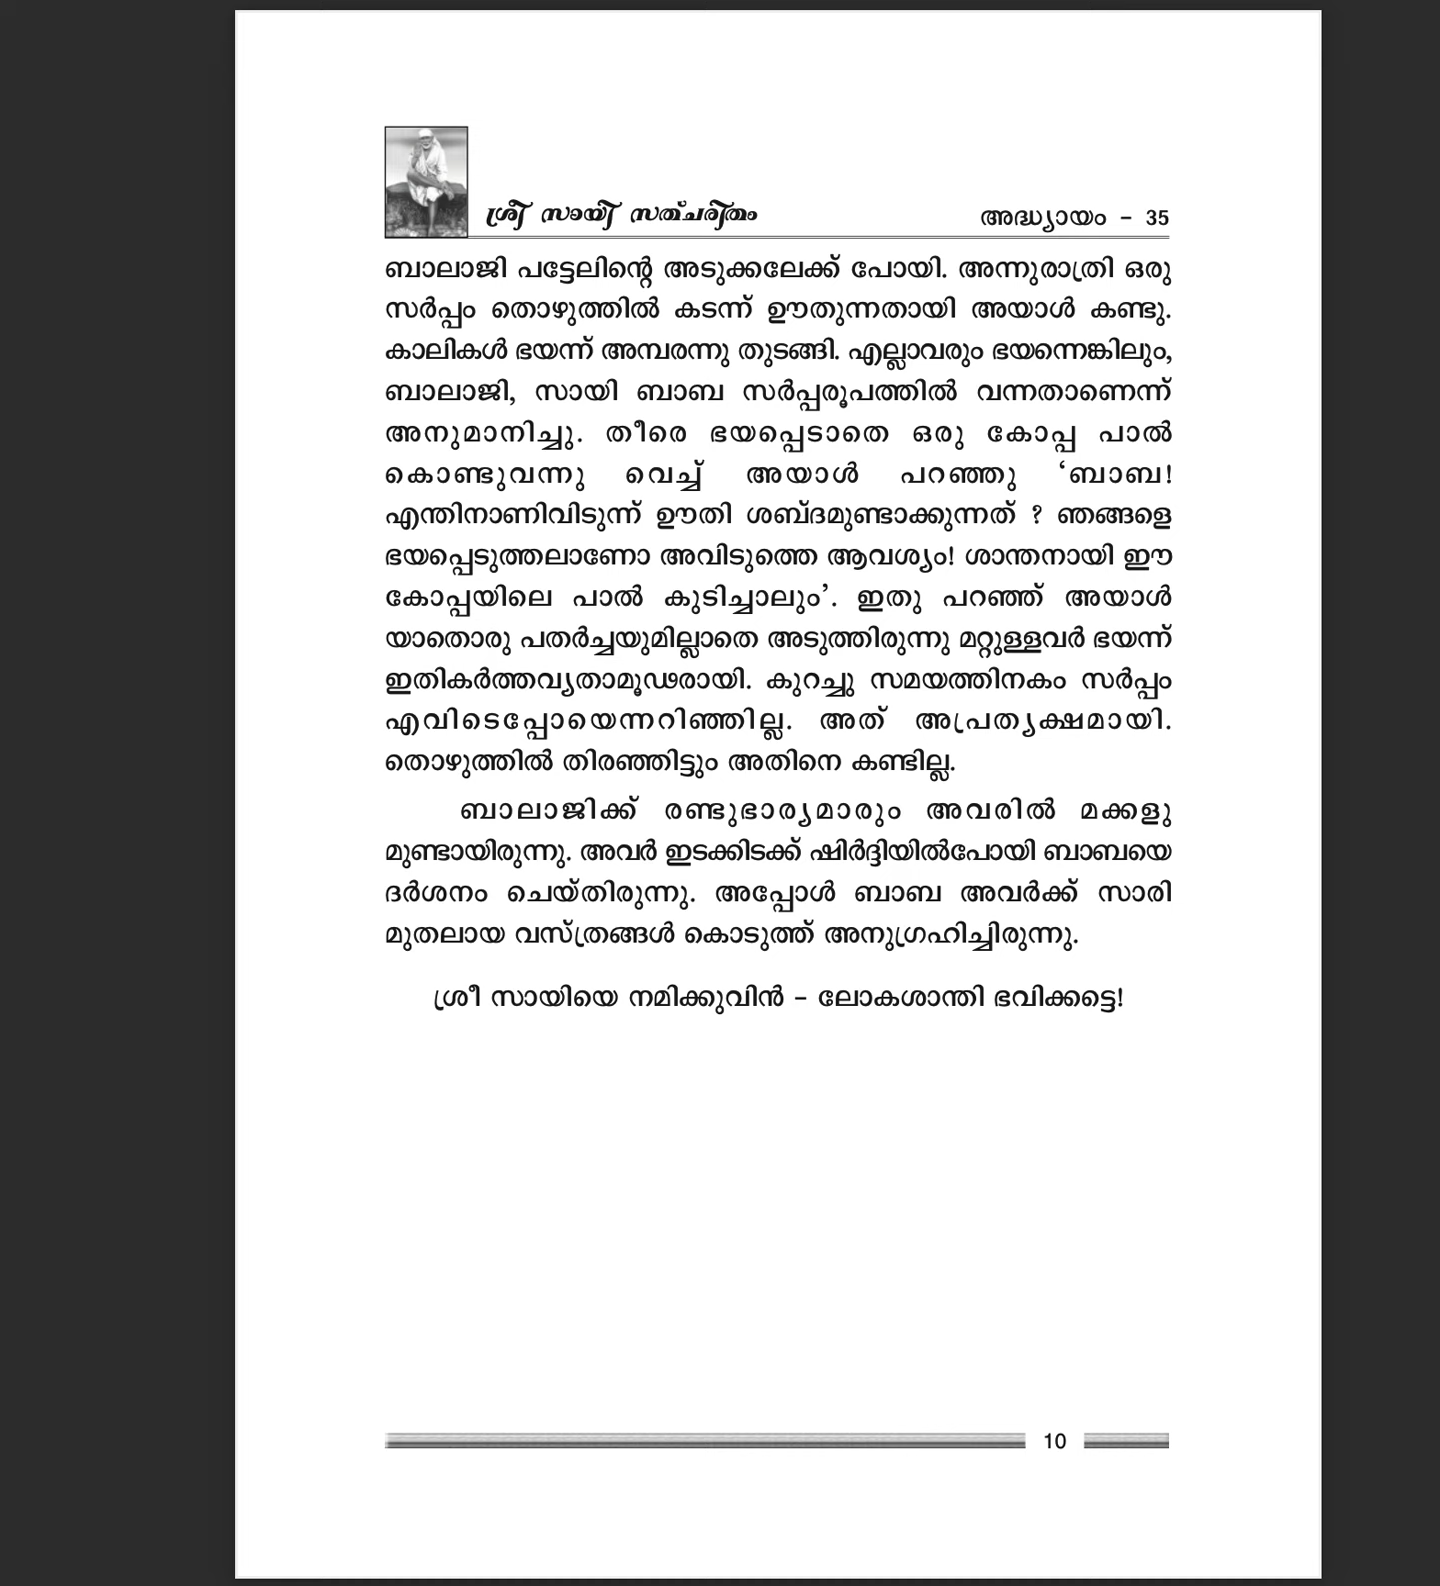 ശ്രീ സായി സത്ചരിതം
അദ്ധ്യായം - 35
ബാലാജി പട്ടേലിന്റെ അടുക്കലേക്ക് പോയി. അന്നുരാത്രി ഒരു
സർപ്പം തൊഴുത്തിൽ കടന്ന് ഊതുന്നതായി അയാൾ കണ്ടു.
കാലികൾ ഭയന്ന് അമ്പരന്നു തുടങ്ങി. എല്ലാവരും ഭയന്നെങ്കിലും,
ബാലാജി, സായി ബാബ സർപ്പരൂപത്തിൽ വന്നതാണെന്ന്
അനുമാനിച്ചു. തീരെ ഭയപ്പെടാതെ ഒരു കോപ്പ പാൽ
കൊണ്ടുവന്നു വെച്ച് അയാൾ പറഞ്ഞു ‘ബാബ!
എന്തിനാണിവിടുന്ന് ഊതി ശബ്ദമുണ്ടാക്കുന്നത് ? ഞങ്ങളെ
ഭയപ്പെടുത്തലാണോ അവിടുത്തെ ആവശ്യം! ശാന്തനായി ഈ
കോപ്പയിലെ പാൽ കുടിച്ചാലും’. ഇതു പറഞ്ഞ് അയാൾ
യാതൊരു പതർച്ചയുമില്ലാതെ അടുത്തിരുന്നു മറ്റുള്ളവർ ഭയന്ന്
ഇതികർത്തവ്യതാമൂഢരായി. കുറച്ചു സമയത്തിനകം സർപ്പം
എവിടെപ്പോയെന്നറിഞ്ഞില്ല. അത് അപ്രത്യക്ഷമായി.
തൊഴുത്തിൽ തിരഞ്ഞിട്ടും അതിനെ കണ്ടില്ല.
ബാലാജിക്ക് രണ്ടുഭാര്യമാരും അവരിൽ മക്കളു
മുണ്ടായിരുന്നു. അവർ ഇടക്കിടക്ക് ഷിർദ്ദിയിൽപോയി ബാബയെ
ദർശനം ചെയ്തിരുന്നു. അപ്പോൾ ബാബ അവർക്ക് സാരി
മുതലായ വസ്ത്രങ്ങൾ കൊടുത്ത് അനുഗ്രഹിച്ചിരുന്നു.
ശ്രീ സായിയെ നമിക്കുവിൻ - ലോകശാന്തി ഭവിക്കട്ടെ!
10